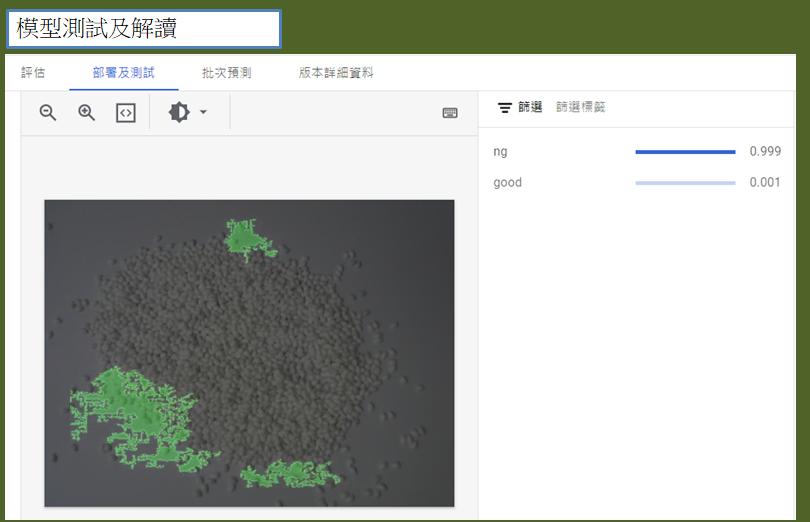 模型測試及解讀
評估 部署及測試 批次預測 版本詳細資料
篩選 篩選標籤
ng 0.999
good 0.001